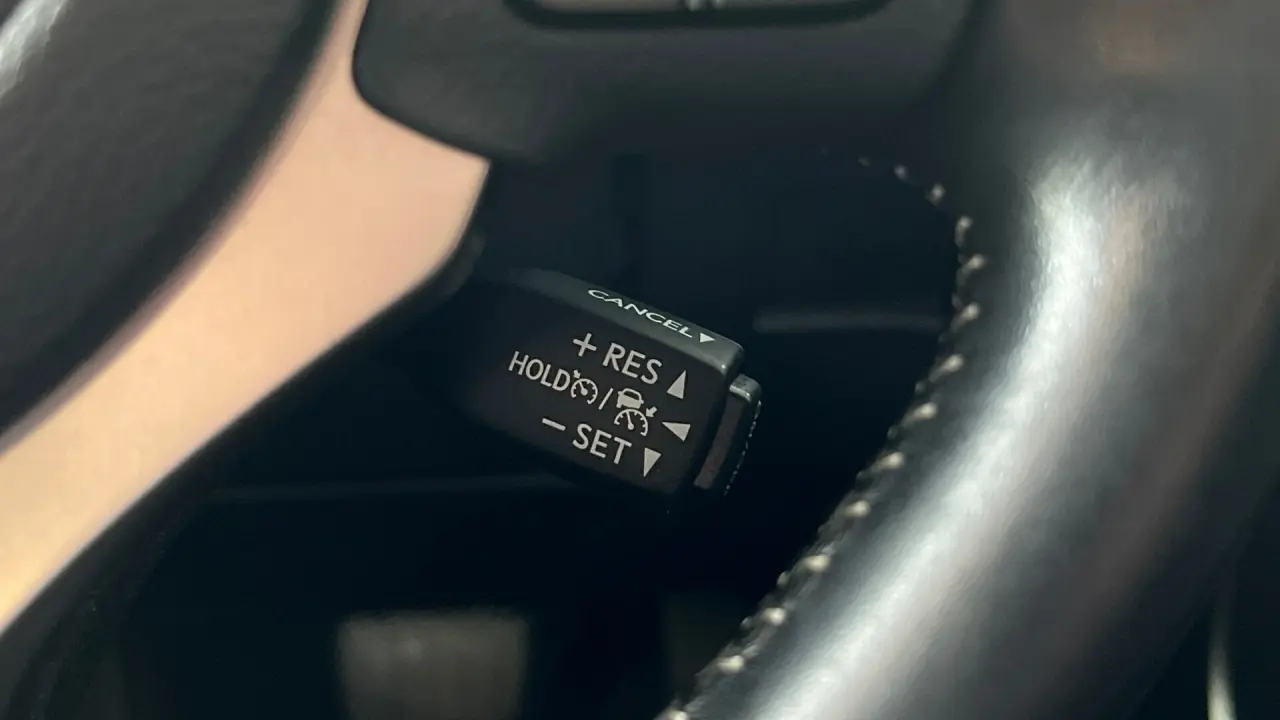 CANCEL▼
+ RES ▲
HOLD / ◀
− SET ▼